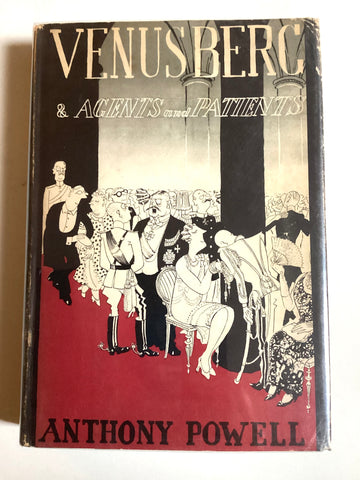 VENUSBERG
& AGENTS and PATIENTS
ANTHONY POWELL